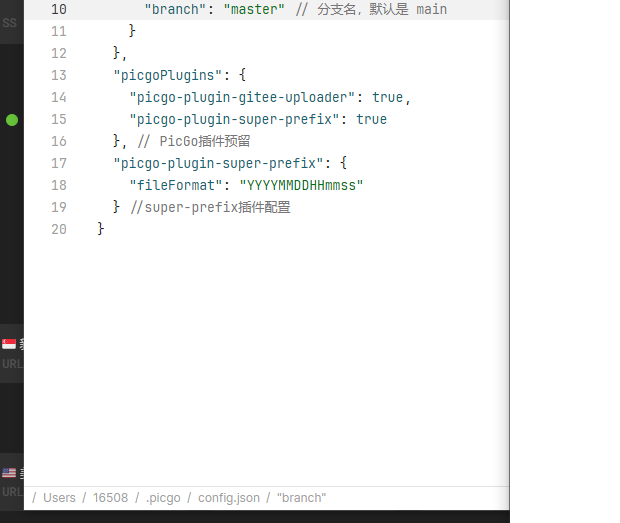 SS
10 "branch": "master" // 分支名，默认是 main
11 }
12 },
13 "picgoPlugins": {
14 "picgo-plugin-gitee-uploader": true,
15 "picgo-plugin-super-prefix": true
16 }, // PicGo插件预留
17 "picgo-plugin-super-prefix": {
18 "fileFormat": "YYYYMMDDHHmmss"
19 } //super-prefix插件配置
20 }
URL
URL
/ Users / 16508 / .picgo / config.json / "branch"